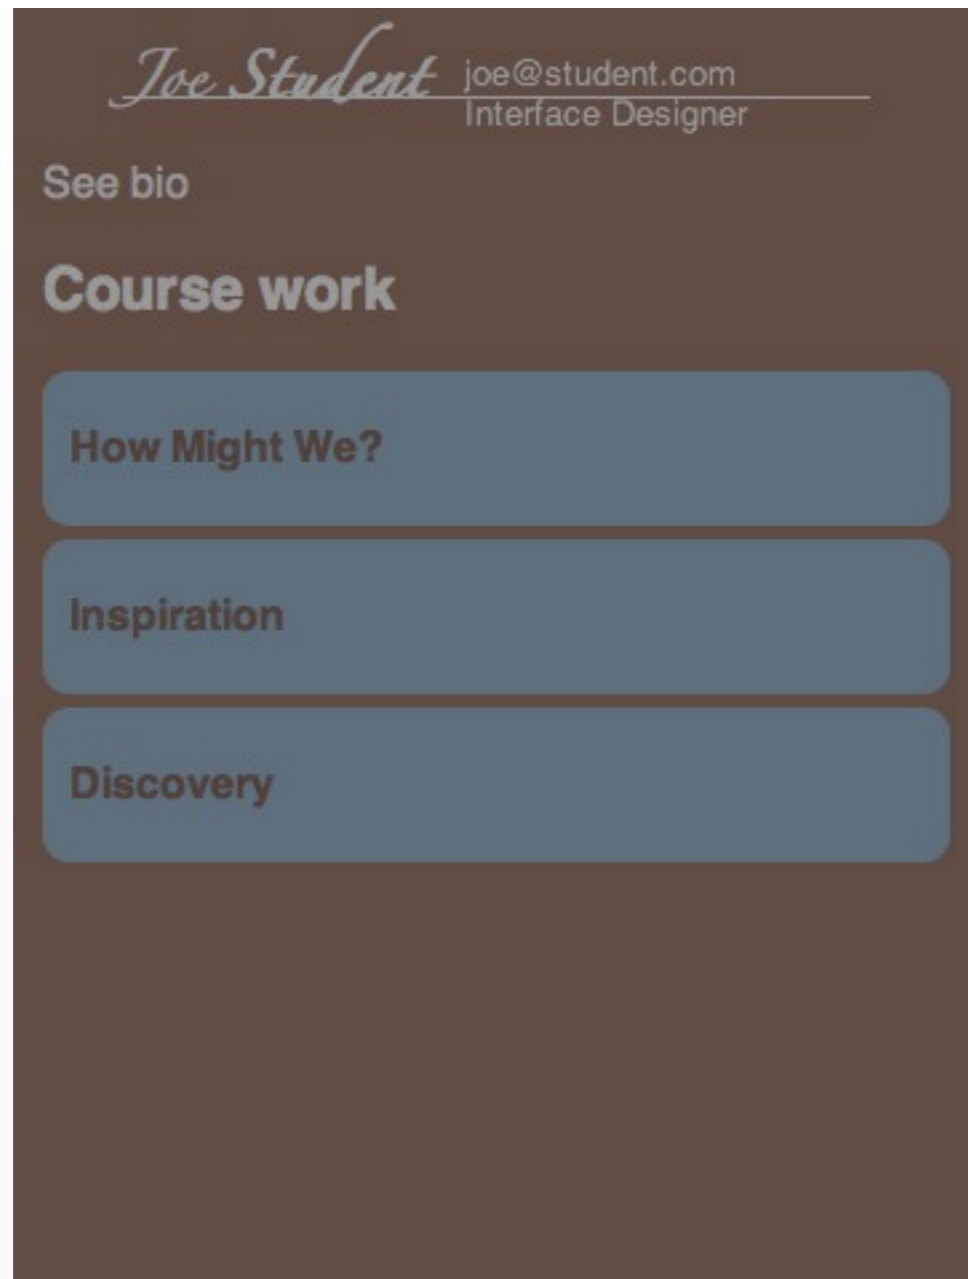 Joe Student
joe@student.com
Interface Designer
See bio
Course work
How Might We?
Inspiration
Discovery